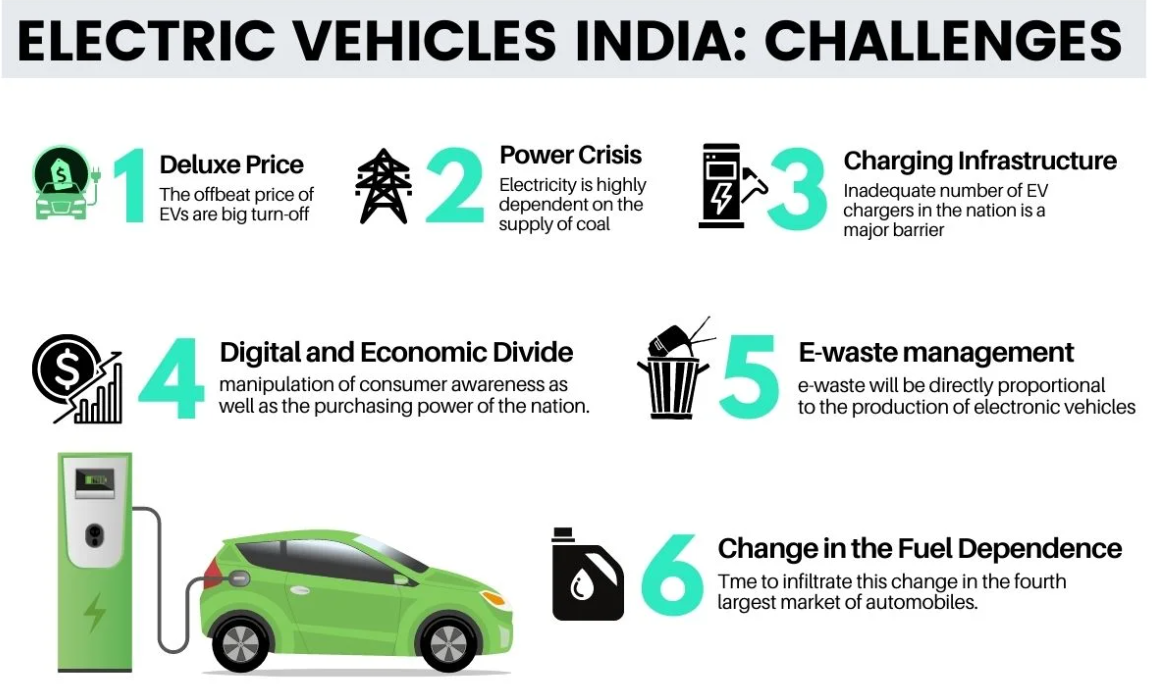 ELECTRIC VEHICLES INDIA: CHALLENGES
1
Deluxe Price
The offbeat price of
EVs are big turn-off
2
Power Crisis
Electricity is highly
dependent on the
supply of coal
3
Charging Infrastructure
Inadequate number of EV
chargers in the nation is a
major barrier
4
Digital and Economic Divide
manipulation of consumer awareness as
well as the purchasing power of the nation.
5
E-waste management
e-waste will be directly proportional
to the production of electronic vehicles
6
Change in the Fuel Dependence
Tme to infiltrate this change in the fourth
largest market of automobiles.